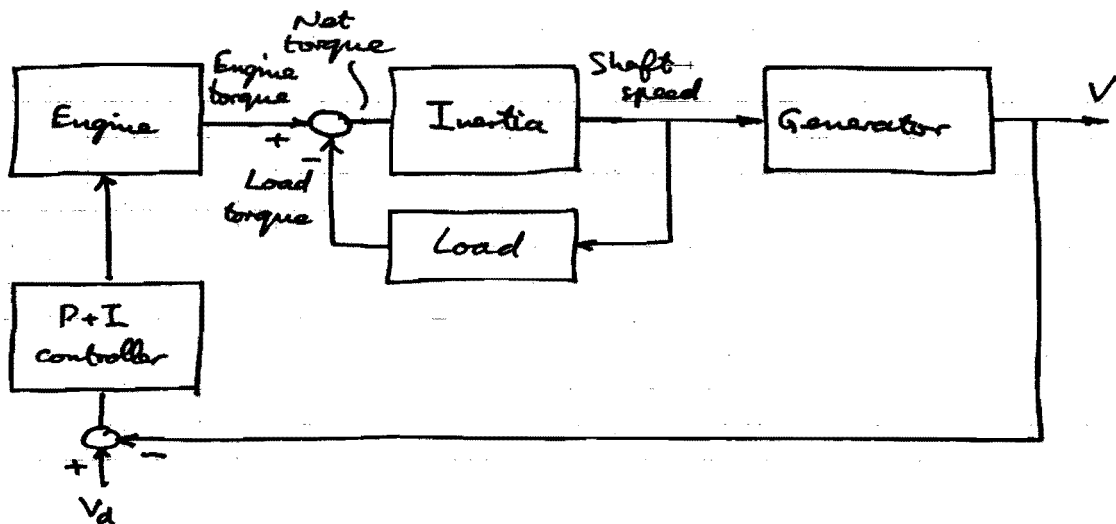 Net
torque
Engine
torque
Shaft
speed
V
Engine
+
-
Inertia
Generator
Load
torque
Load
P+I
controller
+
-
Vd